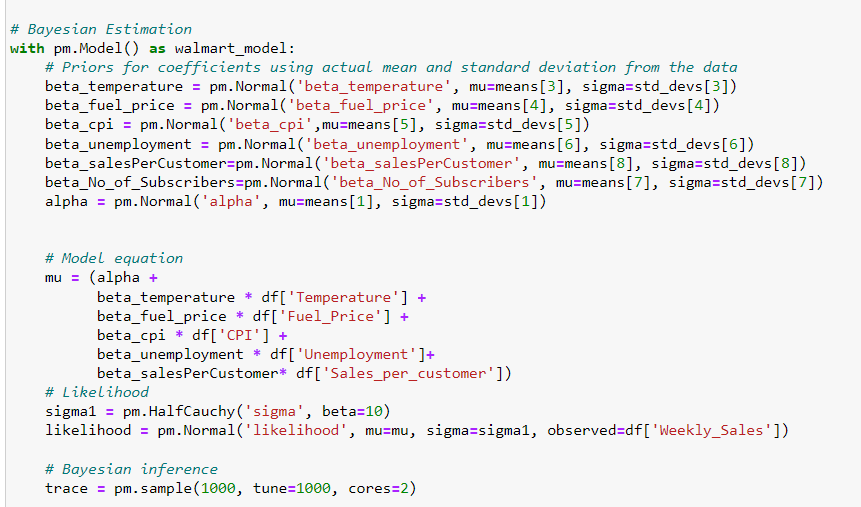 # Bayesian Estimation
with pm.Model() as walmart_model:
    # Priors for coefficients using actual mean and standard deviation from the data
    beta_temperature = pm.Normal('beta_temperature', mu=means[3], sigma=std_devs[3])
    beta_fuel_price = pm.Normal('beta_fuel_price', mu=means[4], sigma=std_devs[4])
    beta_cpi = pm.Normal('beta_cpi',mu=means[5], sigma=std_devs[5])
    beta_unemployment = pm.Normal('beta_unemployment', mu=means[6], sigma=std_devs[6])
    beta_salesPerCustomer=pm.Normal('beta_salesPerCustomer', mu=means[8], sigma=std_devs[8])
    beta_No_of_Subscribers=pm.Normal('beta_No_of_Subscribers', mu=means[7], sigma=std_devs[7])
    alpha = pm.Normal('alpha', mu=means[1], sigma=std_devs[1])
    # Model equation
    mu = (alpha +
          beta_temperature * df['Temperature'] +
          beta_fuel_price * df['Fuel_Price'] +
          beta_cpi * df['CPI'] +
          beta_unemployment * df['Unemployment']+
          beta_salesPerCustomer* df['Sales_per_customer'])
    # Likelihood
    sigma1 = pm.HalfCauchy('sigma', beta=10)
    likelihood = pm.Normal('likelihood', mu=mu, sigma=sigma1, observed=df['Weekly_Sales'])
    # Bayesian inference
    trace = pm.sample(1000, tune=1000, cores=2)